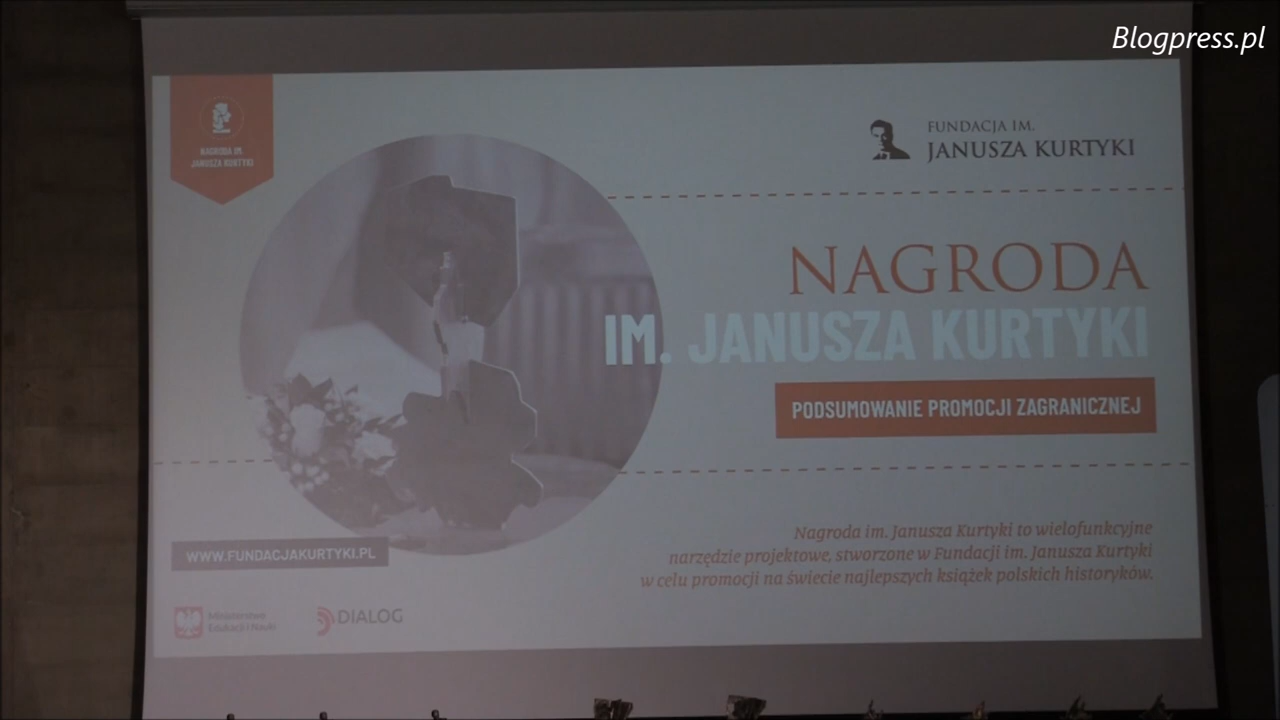 Blogpress.pl
NAGRODA IM.
JANUSZA KURTYKI
FUNDACJA IM.
JANUSZA KURTYKI
NAGRODA
IM. JANUSZA KURTYKI
PODSUMOWANIE PROMOCJI ZAGRANICZNEJ
Nagroda im. Janusza Kurtyki to wielofunkcyjne
narzędzie projektowe, stworzone w Fundacji im. Janusza Kurtyki
w celu promocji na świecie najlepszych książek polskich historyków.
WWW.FUNDACJAKURTYKI.PL
Ministerstwo
Edukacji i Nauki
DIALOG